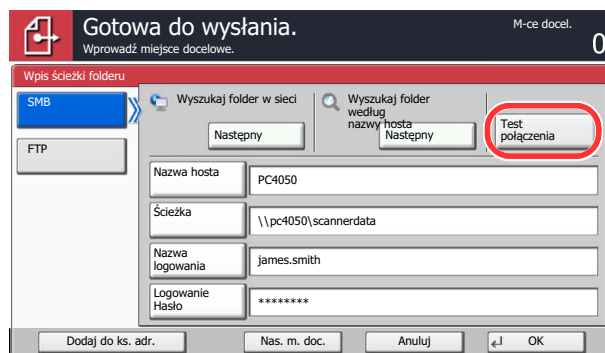 Gotowa do wysłania.
Wprowadź miejsce docelowe.
M-ce docel.
0
Wpis ścieżki folderu
SMB
FTP
Wyszukaj folder w sieci
Następny
Wyszukaj folder
według
nazwy hosta
Następny
Test
połączenia
Nazwa hosta
PC4050
Ścieżka
\\pc4050\scannerdata
Nazwa
logowania
james.smith
Logowanie
Hasło
********
Dodaj do ks. adr.
Nas. m. doc.
Anuluj
OK